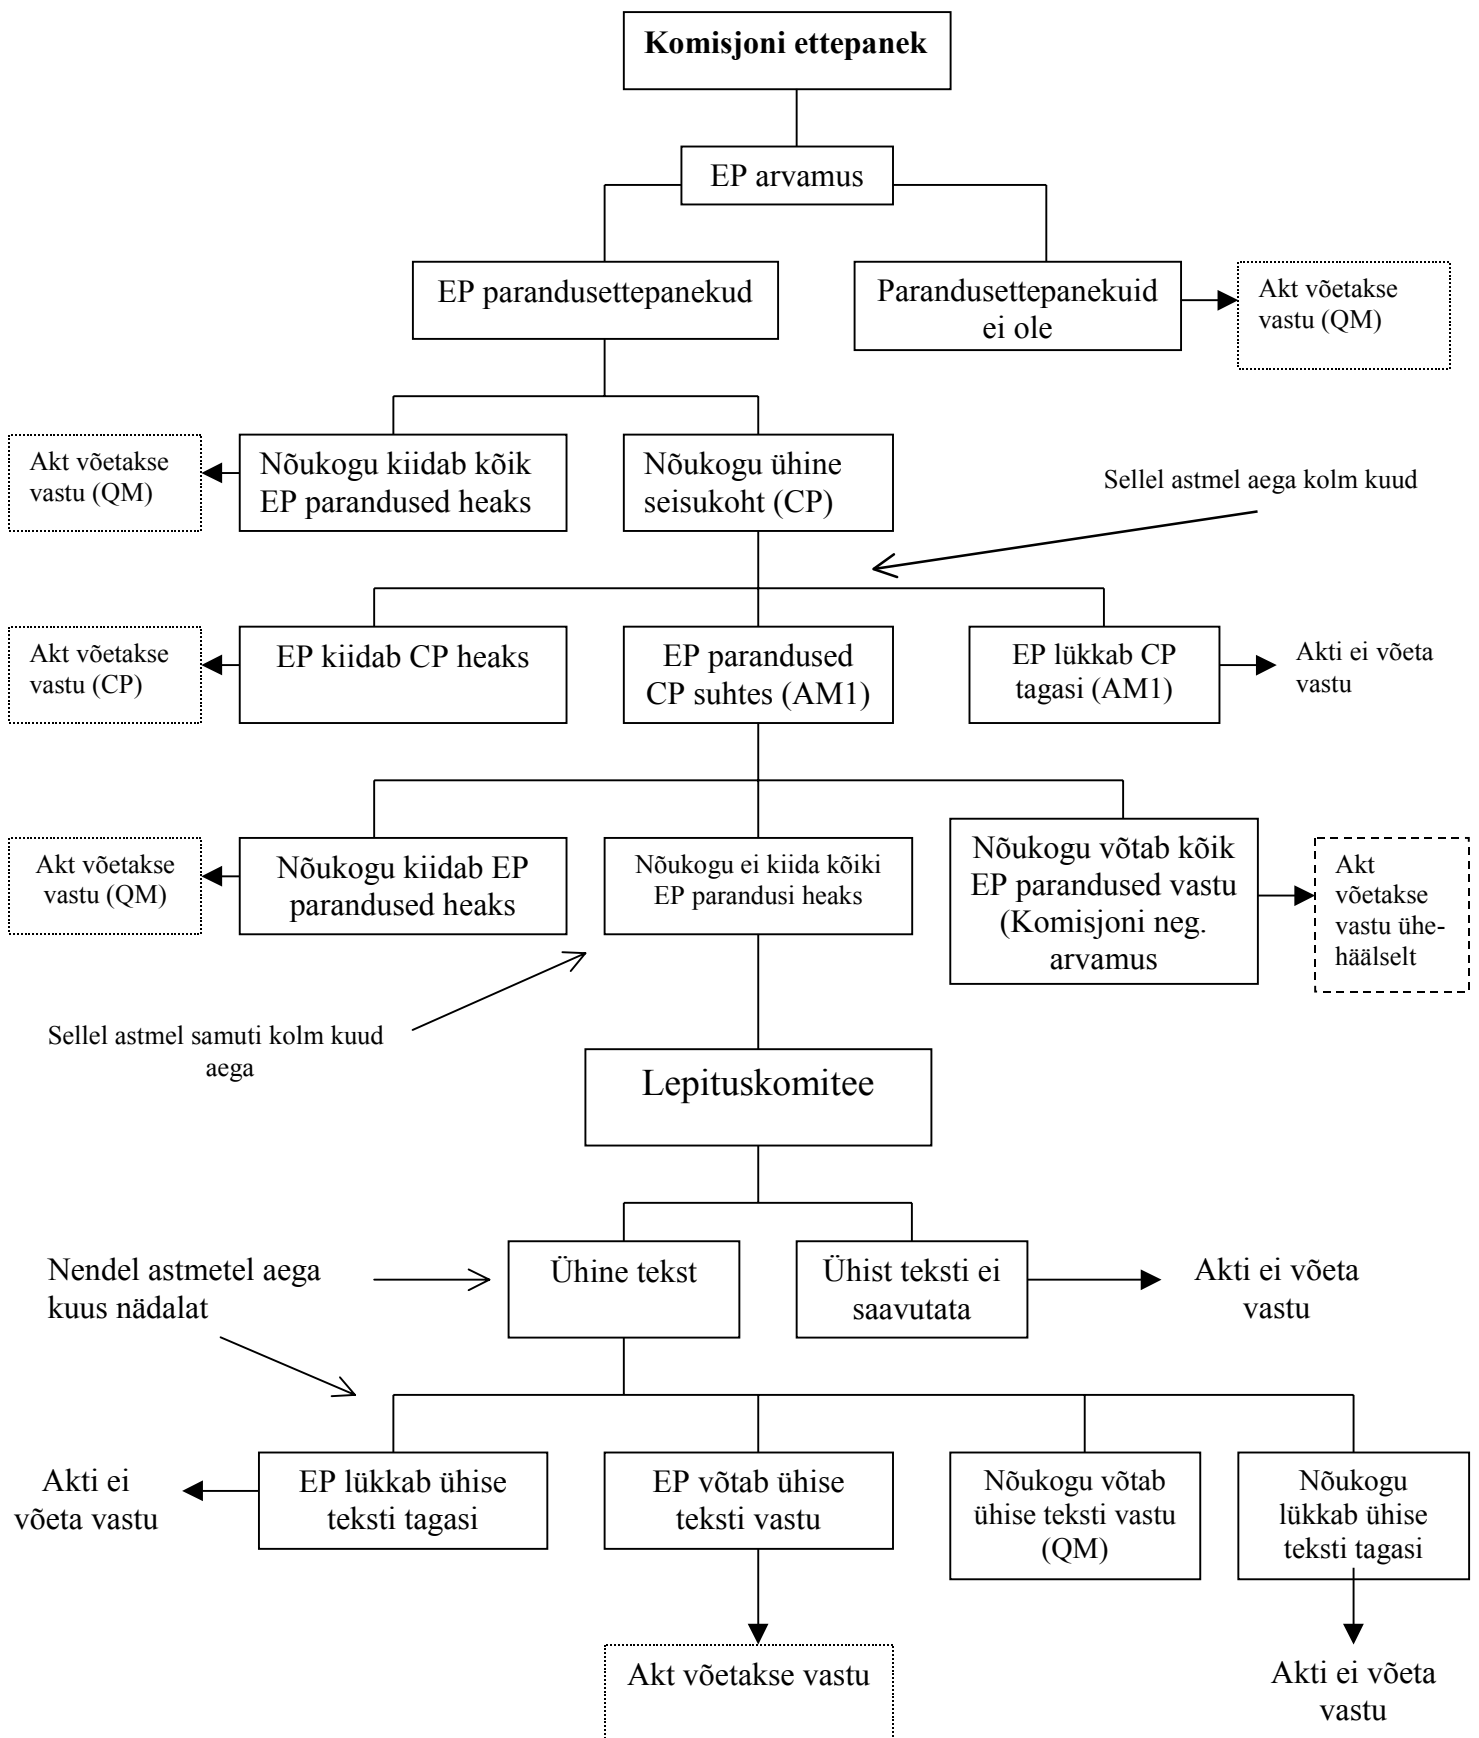 Komisjoni ettepanek
EP arvamus
EP parandusettepanekud
Parandusettepanekuid
ei ole
Akt võetakse
vastu (QM)
Akt võetakse
vastu (QM)
Nõukogu kiidab kõik
EP parandused heaks
Nõukogu ühine
seisukoht (CP)
Sellel astmel aega kolm kuud
Akt võetakse
vastu (CP)
EP kiidab CP heaks
EP parandused
CP suhtes (AM1)
EP lükkab CP
tagasi (AM1)
Akti ei võeta
vastu
Akt võetakse
vastu (QM)
Nõukogu kiidab EP
parandused heaks
Nõukogu ei kiida kõiki
EP parandusi heaks
Nõukogu võtab kõik
EP parandused vastu
(Komisjoni neg.
arvamus
Akt
võetakse
vastu ühe-
häälselt
Sellel astmel samuti kolm kuud
aega
Lepituskomitee
Nendel astmetel aega
kuus nädalat
Ühine tekst
Ühist teksti ei
saavutata
Akti ei võeta
vastu
Akti ei
võeta vastu
EP lükkab ühise
teksti tagasi
EP võtab ühise
teksti vastu
Nõukogu võtab
ühise teksti vastu
(QM)
Nõukogu
lükkab ühise
teksti tagasi
Akt võetakse vastu
Akti ei võeta
vastu